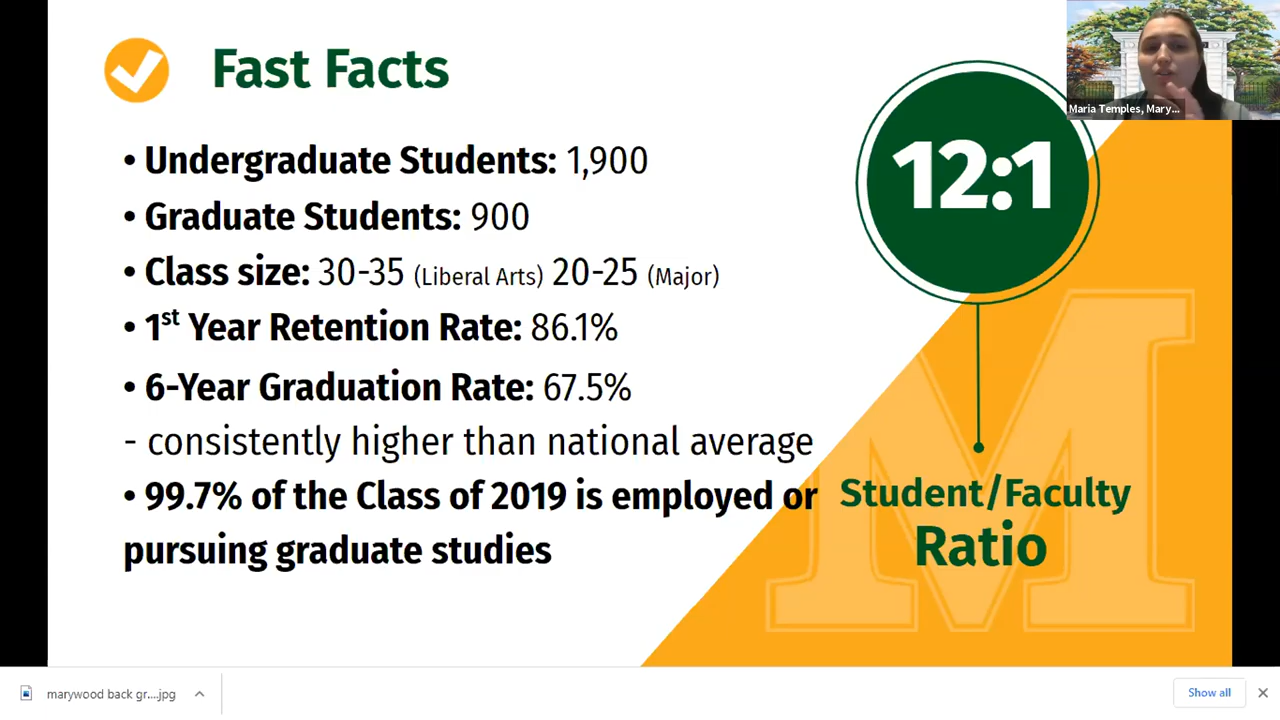 Fast Facts
• Undergraduate Students: 1,900
• Graduate Students: 900
• Class size: 30-35 (Liberal Arts) 20-25 (Major)
• 1st Year Retention Rate: 86.1%
• 6-Year Graduation Rate: 67.5%
- consistently higher than national average
• 99.7% of the Class of 2019 is employed or
pursuing graduate studies
12:1
Student/Faculty
Ratio
M
Maria Temples, Mary...
marywood back gr....jpg
Show all